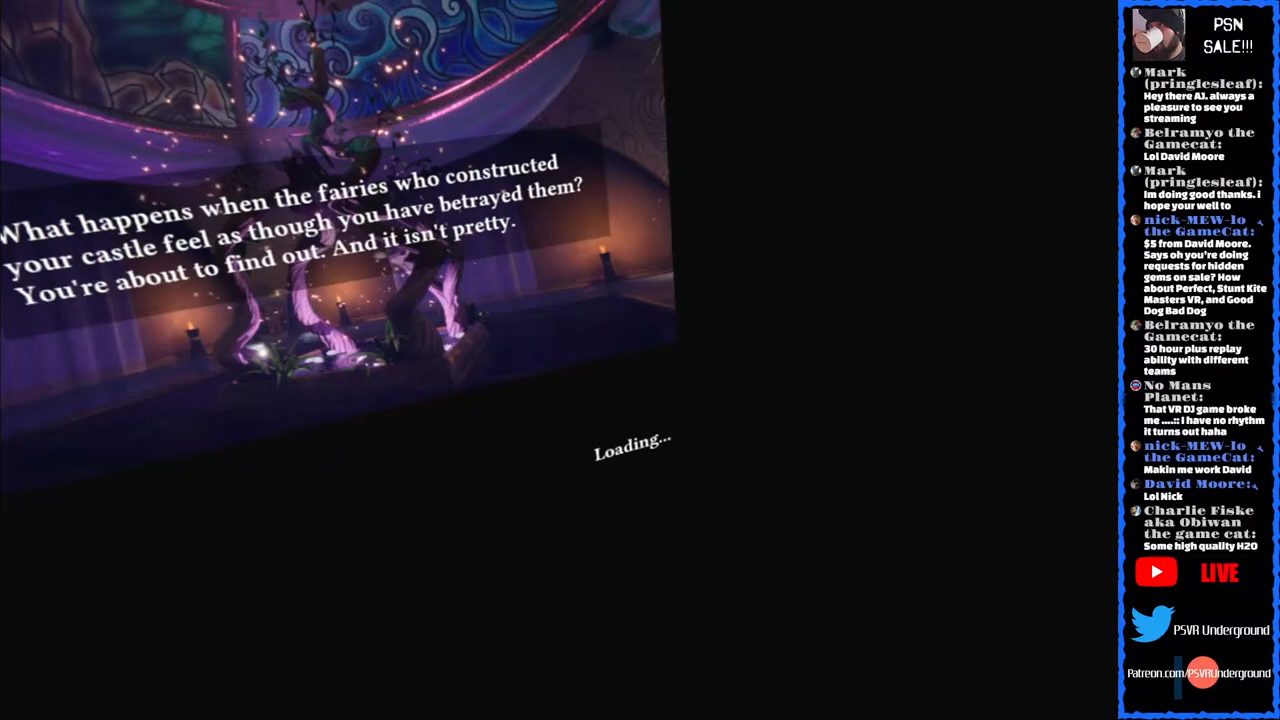 What happens when the fairies who constructed
your castle feel as though you have betrayed them?
You're about to find out. And it isn't pretty.
Loading...
PSN
SALE!!!
Mark
(pringlesleaf):
Hey there AJ. always a
pleasure to see you
streaming
Belramyo the
Gamecat:
Lol David Moore
Mark
(pringlesleaf):
Im doing good thanks. i
hope your well to
nick-MEW-lo
the GameCat:
$5 from David Moore.
Says oh you're doing
requests for hidden
gems on sale? How
about Perfect, Stunt Kite
Masters VR, and Good
Dog Bad Dog
Belramyo the
Gamecat:
30 hour plus replay
ability with different
teams
No Mans
Planet:
That VR DJ game broke
me ....:: I have no rhythm
it turns out haha
nick-MEW-lo
the GameCat:
Makin me work David
David Moore:
Lol Nick
Charlie Fiske
aka Obiwan
the game cat:
Some high quality H20
LIVE
PSVR Underground
Patreon.com/PSVRUnderground